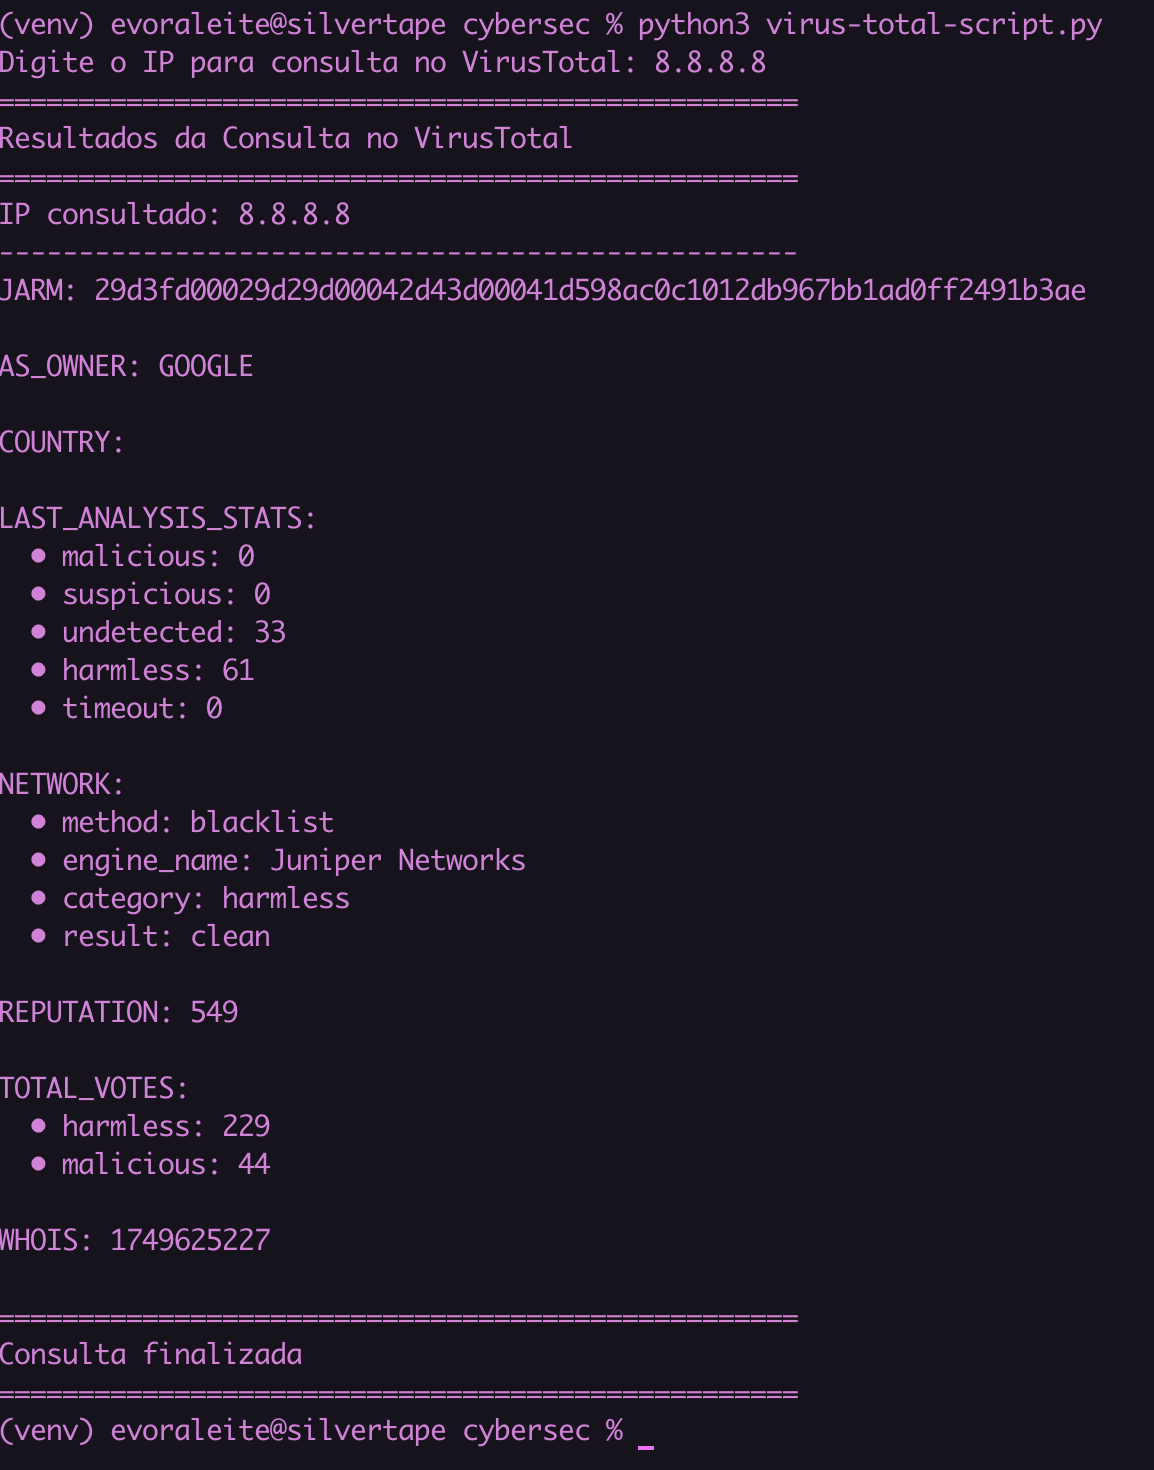 (venv) evoraleite@silvertape cybersec % python3 virus-total-script.py
Digite o IP para consulta no VirusTotal: 8.8.8.8
==================================================
Resultados da Consulta no VirusTotal
==================================================
IP consultado: 8.8.8.8
--------------------------------------------------
JARM: 29d3fd00029d29d00042d43d00041d598ac0c1012db967bb1ad0ff2491b3ae
AS_OWNER: GOOGLE
COUNTRY:
LAST_ANALYSIS_STATS:
• malicious: 0
• suspicious: 0
• undetected: 33
• harmless: 61
• timeout: 0
NETWORK:
• method: blacklist
• engine_name: Juniper Networks
• category: harmless
• result: clean
REPUTATION: 549
TOTAL_VOTES:
• harmless: 229
• malicious: 44
WHOIS: 1749625227
==================================================
Consulta finalizada
==================================================
(venv) evoraleite@silvertape cybersec % _